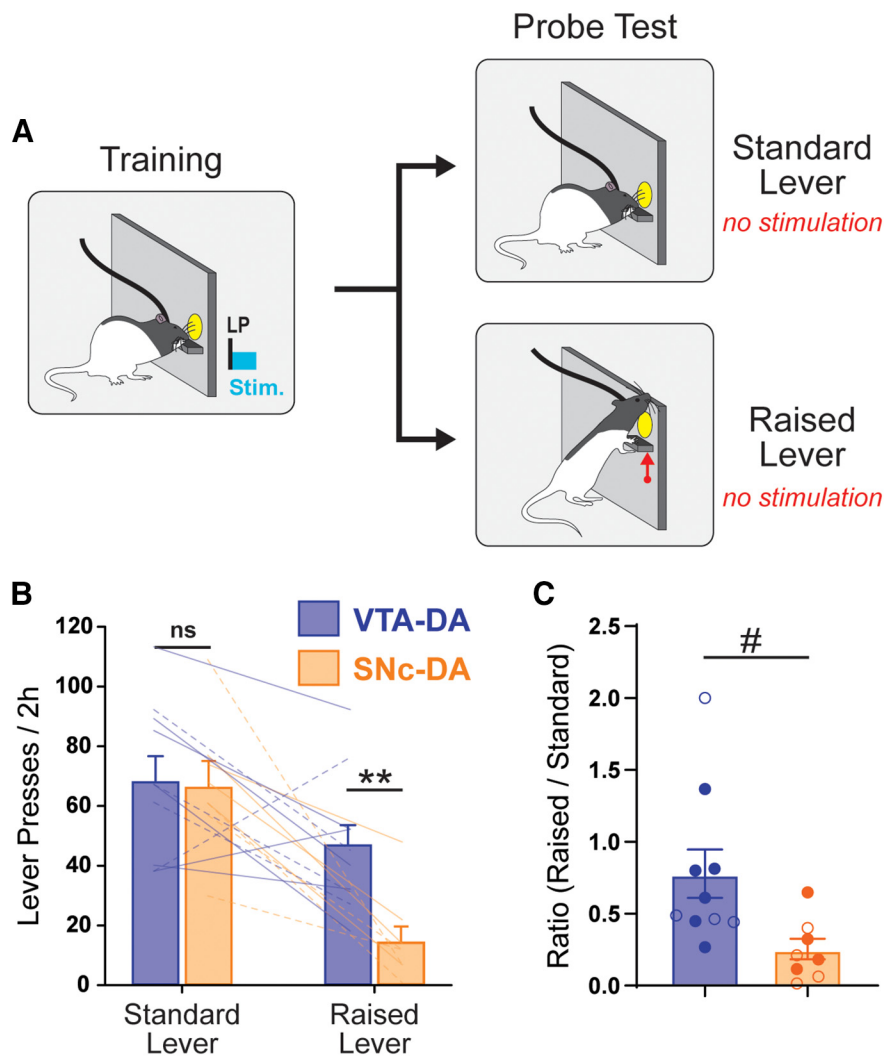 Probe Test
A
Training
LP
Stim.
Standard
Lever
no stimulation
Raised
Lever
no stimulation
B
VTA-DA
SNc-DA
ns
**
Lever Presses / 2h
120
100
80
60
40
20
0
Standard
Lever
Raised
Lever
C
#
Ratio (Raised / Standard)
2.5
2.0
1.5
1.0
0.5
0.0